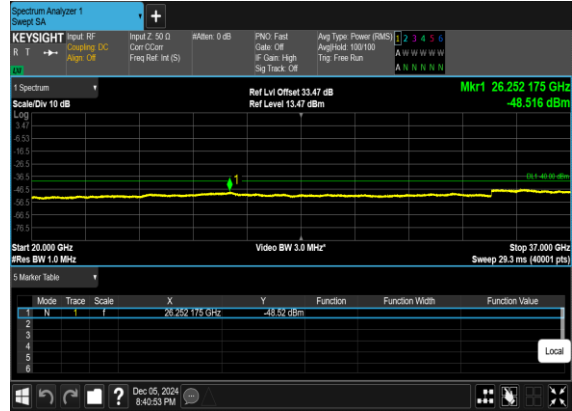 Spectrum Analyzer 1
Swept SA
+
KEYSIGHT Input: RF Input Z: 50 Ω #Atten: 0 dB PNO: Fast Avg Type: Power (RMS) 1 2 3 4 5 6
R T Coupling: DC Corr CCorr Gate: Off Avg|Hold: 100/100 A W W W W W
Align: Off Freq Ref: Int (S) IF Gain: High Trig: Free Run
Sig Track: Off A N N N N N
LW
1 Spectrum Ref Lvl Offset 33.47 dB Mkr1 26.252 175 GHz
Scale/Div 10 dB Ref Level 13.47 dBm -48.516 dBm
Log
3.47
-6.53
-16.5
-26.5
-36.5 1 DL1 -40.00 dBm
-46.5
-56.5
-66.5
-76.5
Start 20.000 GHz Video BW 3.0 MHz* Stop 37.000 GHz
#Res BW 1.0 MHz Sweep 29.3 ms (40001 pts)
5 Marker Table
Mode Trace Scale X Y Function Function Width Function Value
1 N 1 f 26.252 175 GHz -48.52 dBm
2
3
4
5
6
Local
? Dec 05, 2024
8:40:53 PM